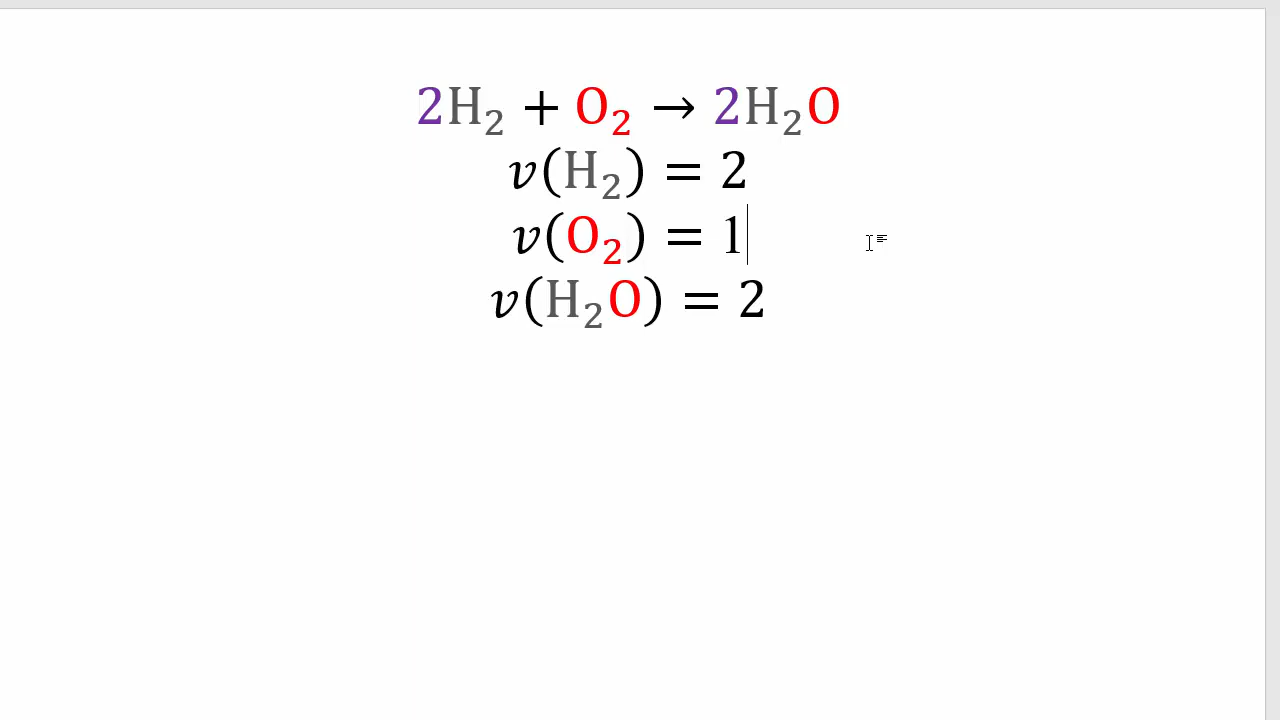 2H₂ + O₂ → 2H₂O
v(H₂) = 2
v(O₂) = 1
v(H₂O) = 2